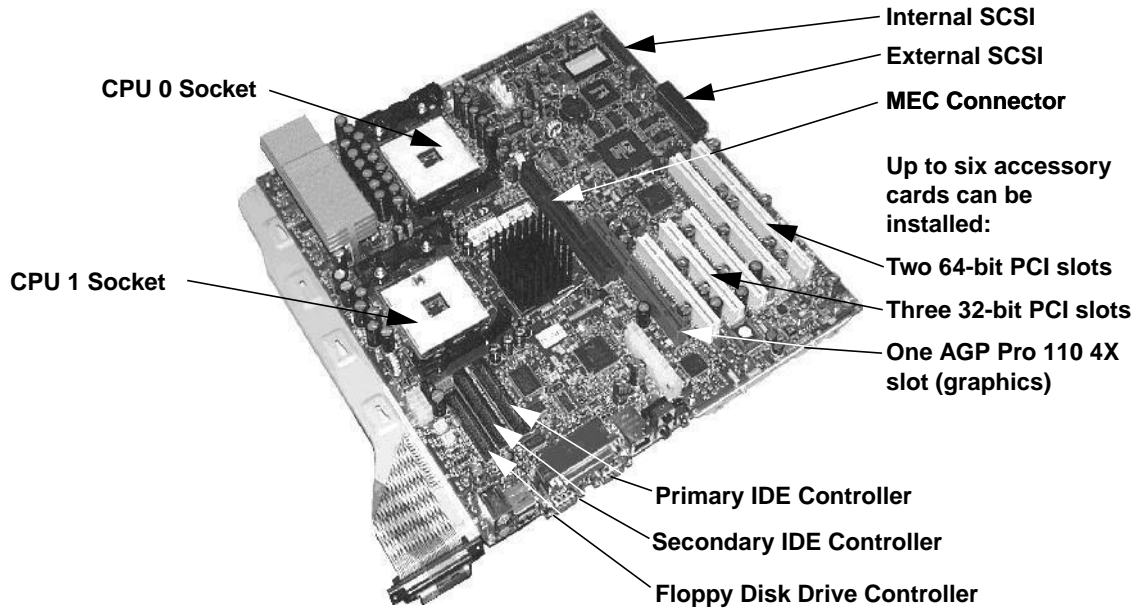 Internal SCSI
External SCSI
MEC Connector
CPU 0 Socket
Up to six accessory
cards can be
installed:
Two 64-bit PCI slots
CPU 1 Socket
Three 32-bit PCI slots
One AGP Pro 110 4X
slot (graphics)
Primary IDE Controller
Secondary IDE Controller
Floppy Disk Drive Controller